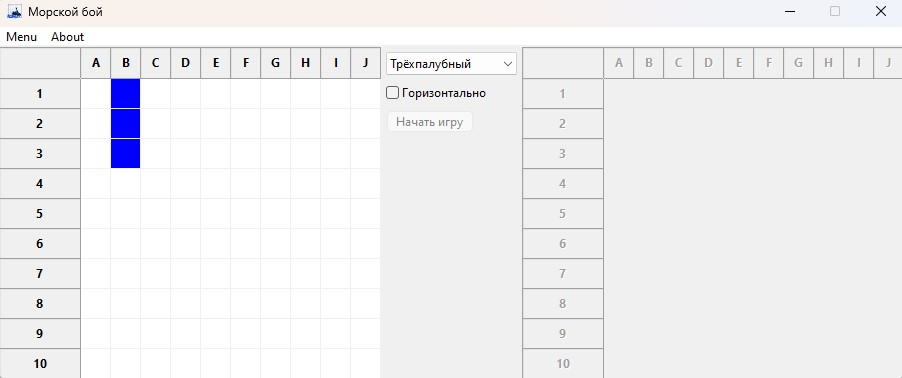 Морской бой
Menu About
A B C D E F G H I J Трёхпалубный A B C D E F G H I J
1 Горизонтально 1
2 Начать игру 2
3 3
4 4
5 5
6 6
7 7
8 8
9 9
10 10